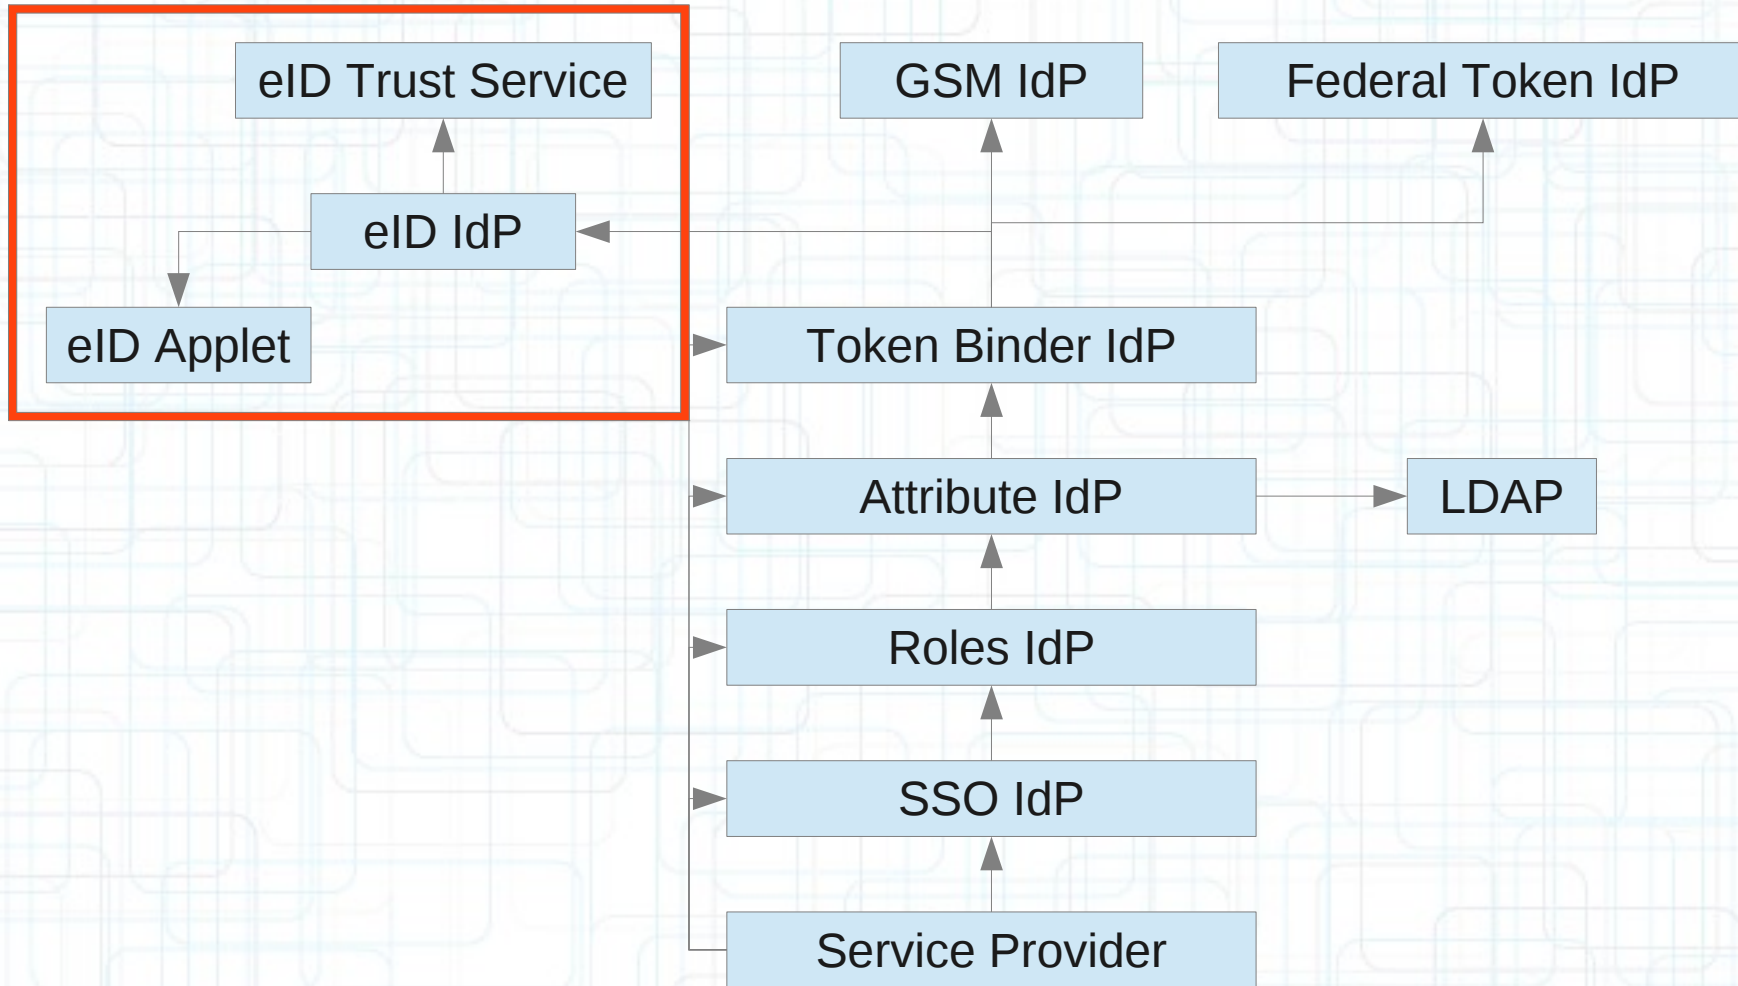 eID Trust Service
GSM IdP
Federal Token IdP
eID IdP
eID Applet
Token Binder IdP
Attribute IdP
LDAP
Roles IdP
SSO IdP
Service Provider